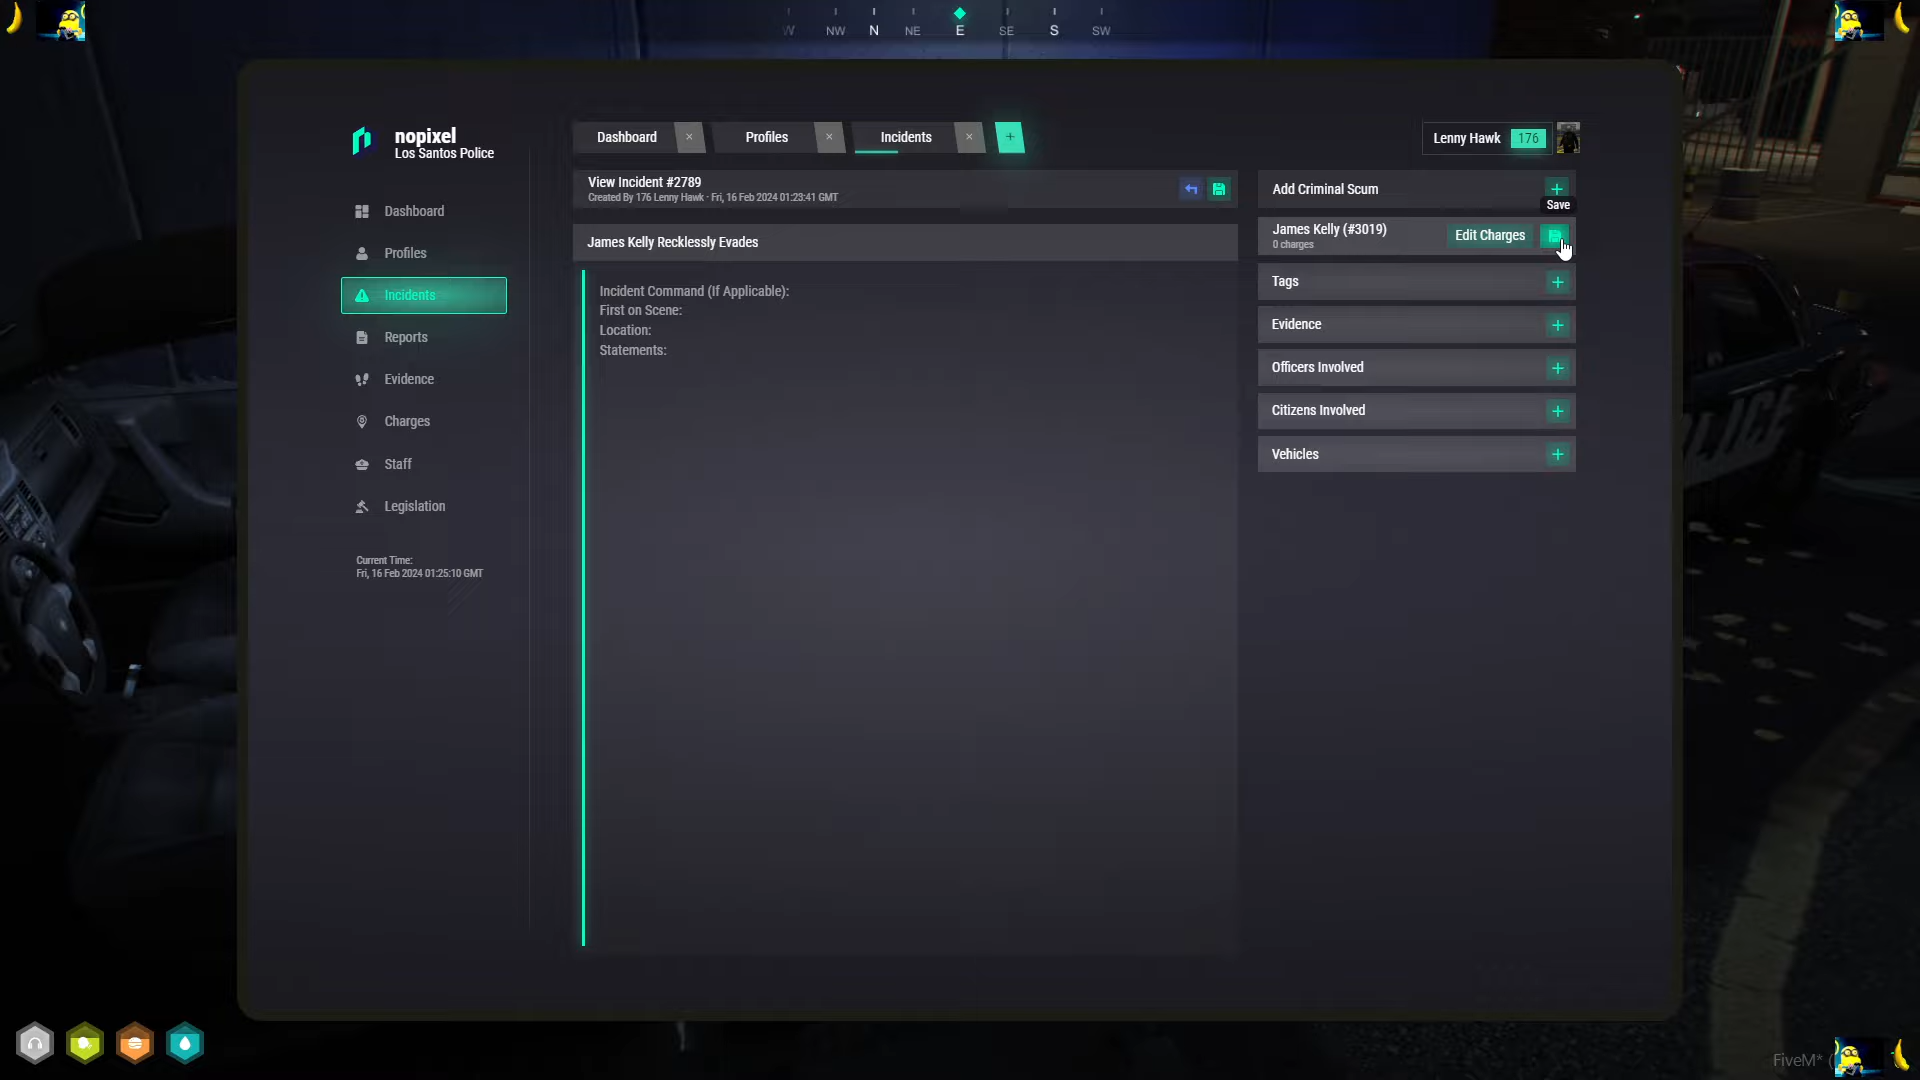 W NW N NE E SE S SW
nopixel
Los Santos Police
Dashboard
Profiles
Incidents
Reports
Evidence
Charges
Staff
Legislation
Current Time:
Fri, 16 Feb 2024 01:25:10 GMT
Dashboard × Profiles × Incidents × +
Lenny Hawk 176
View Incident #2789
Created By 176 Lenny Hawk · Fri, 16 Feb 2024 01:23:41 GMT
James Kelly Recklessly Evades
Incident Command (If Applicable):
First on Scene:
Location:
Statements:
Add Criminal Scum +
Save
James Kelly (#3019)
0 charges
Edit Charges
Tags +
Evidence +
Officers Involved +
Citizens Involved +
Vehicles +
POLICE
FiveM* (